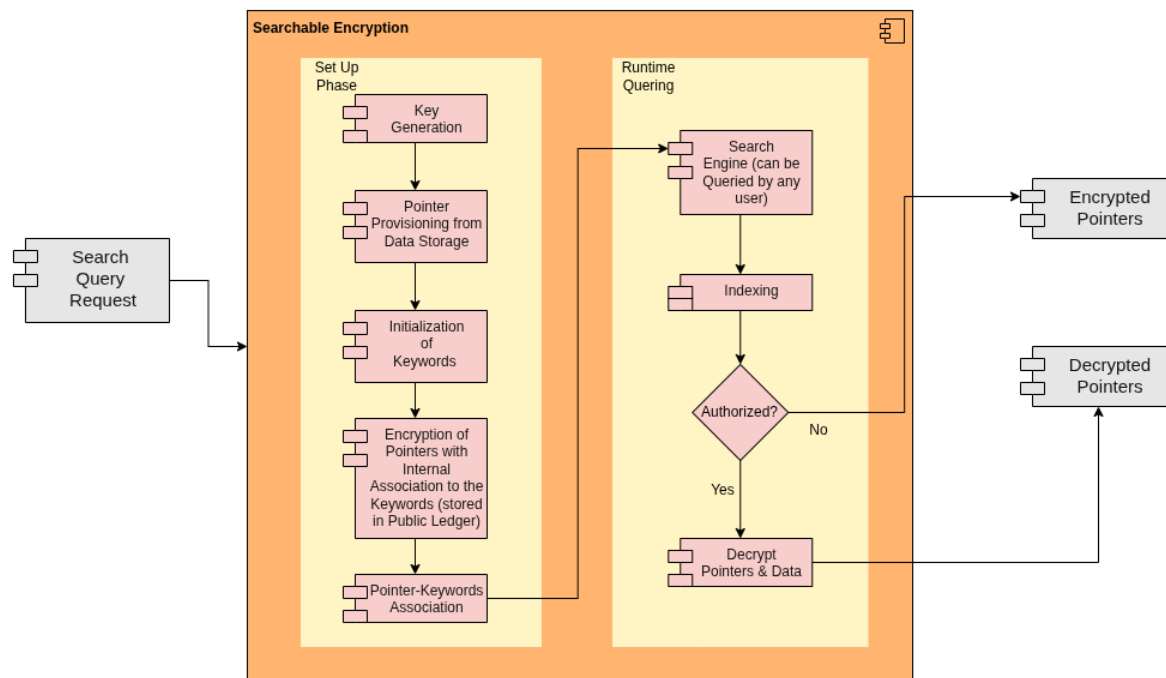 Searchable Encryption
Set Up
Phase
Key
Generation
Pointer
Provisioning from
Data Storage
Initialization
of
Keywords
Encryption of
Pointers with
Internal
Association to the
Keywords (stored
in Public Ledger)
Pointer-Keywords
Association
Runtime
Quering
Search
Engine (can be
Queried by any
user)
Indexing
Authorized?
No
Yes
Decrypt
Pointers & Data
Search
Query
Request
Encrypted
Pointers
Decrypted
Pointers